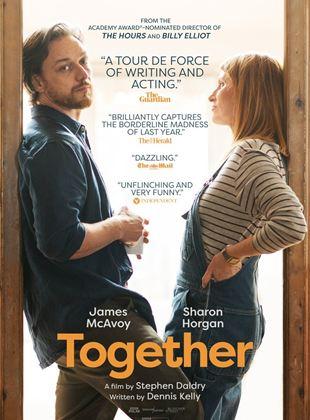 FROM THE
ACADEMY AWARD®-NOMINATED DIRECTOR OF
THE HOURS AND BILLY ELLIOT
“A TOUR DE FORCE
OF WRITING AND
ACTING.”
The
Guardian
“BRILLIANTLY CAPTURES
THE BORDERLINE MADNESS
OF LAST YEAR.”
The Herald
“DAZZLING.”
The Mail
“UNFLINCHING AND
VERY FUNNY.”
INDEPENDENT
James
McAvoy
Sharon
Horgan
Together
A film by Stephen Daldry
Written by Dennis Kelly